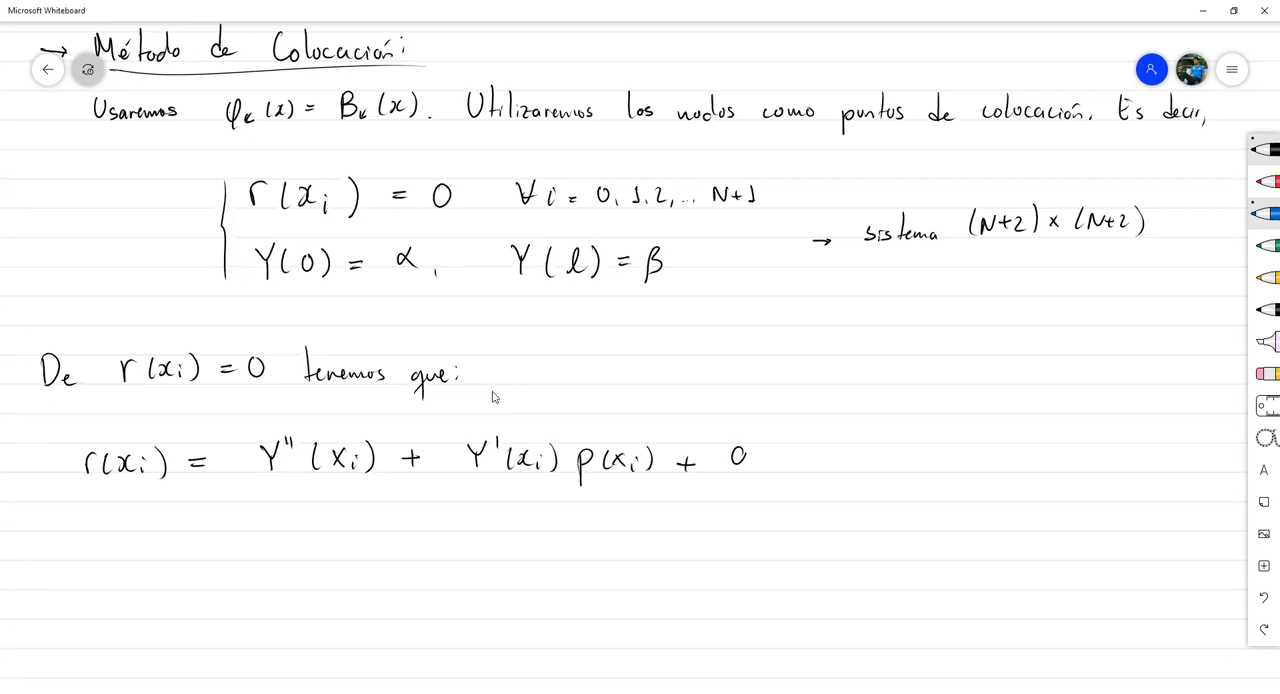 Microsoft Whiteboard
→ Método de Colocación:
Usaremos φₖ(x) = Bₖ(x). Utilizaremos los nodos como puntos de colocación. Es decir,
r(xᵢ) = 0 ∀ i = 0, 1, 2, ... N+1
→ sistema (N+2) × (N+2)
Y(0) = α, Y(l) = β
De r(xᵢ) = 0 tenemos que:
r(xᵢ) = Y''(xᵢ) + Y'(xᵢ) p(xᵢ) + 0
A